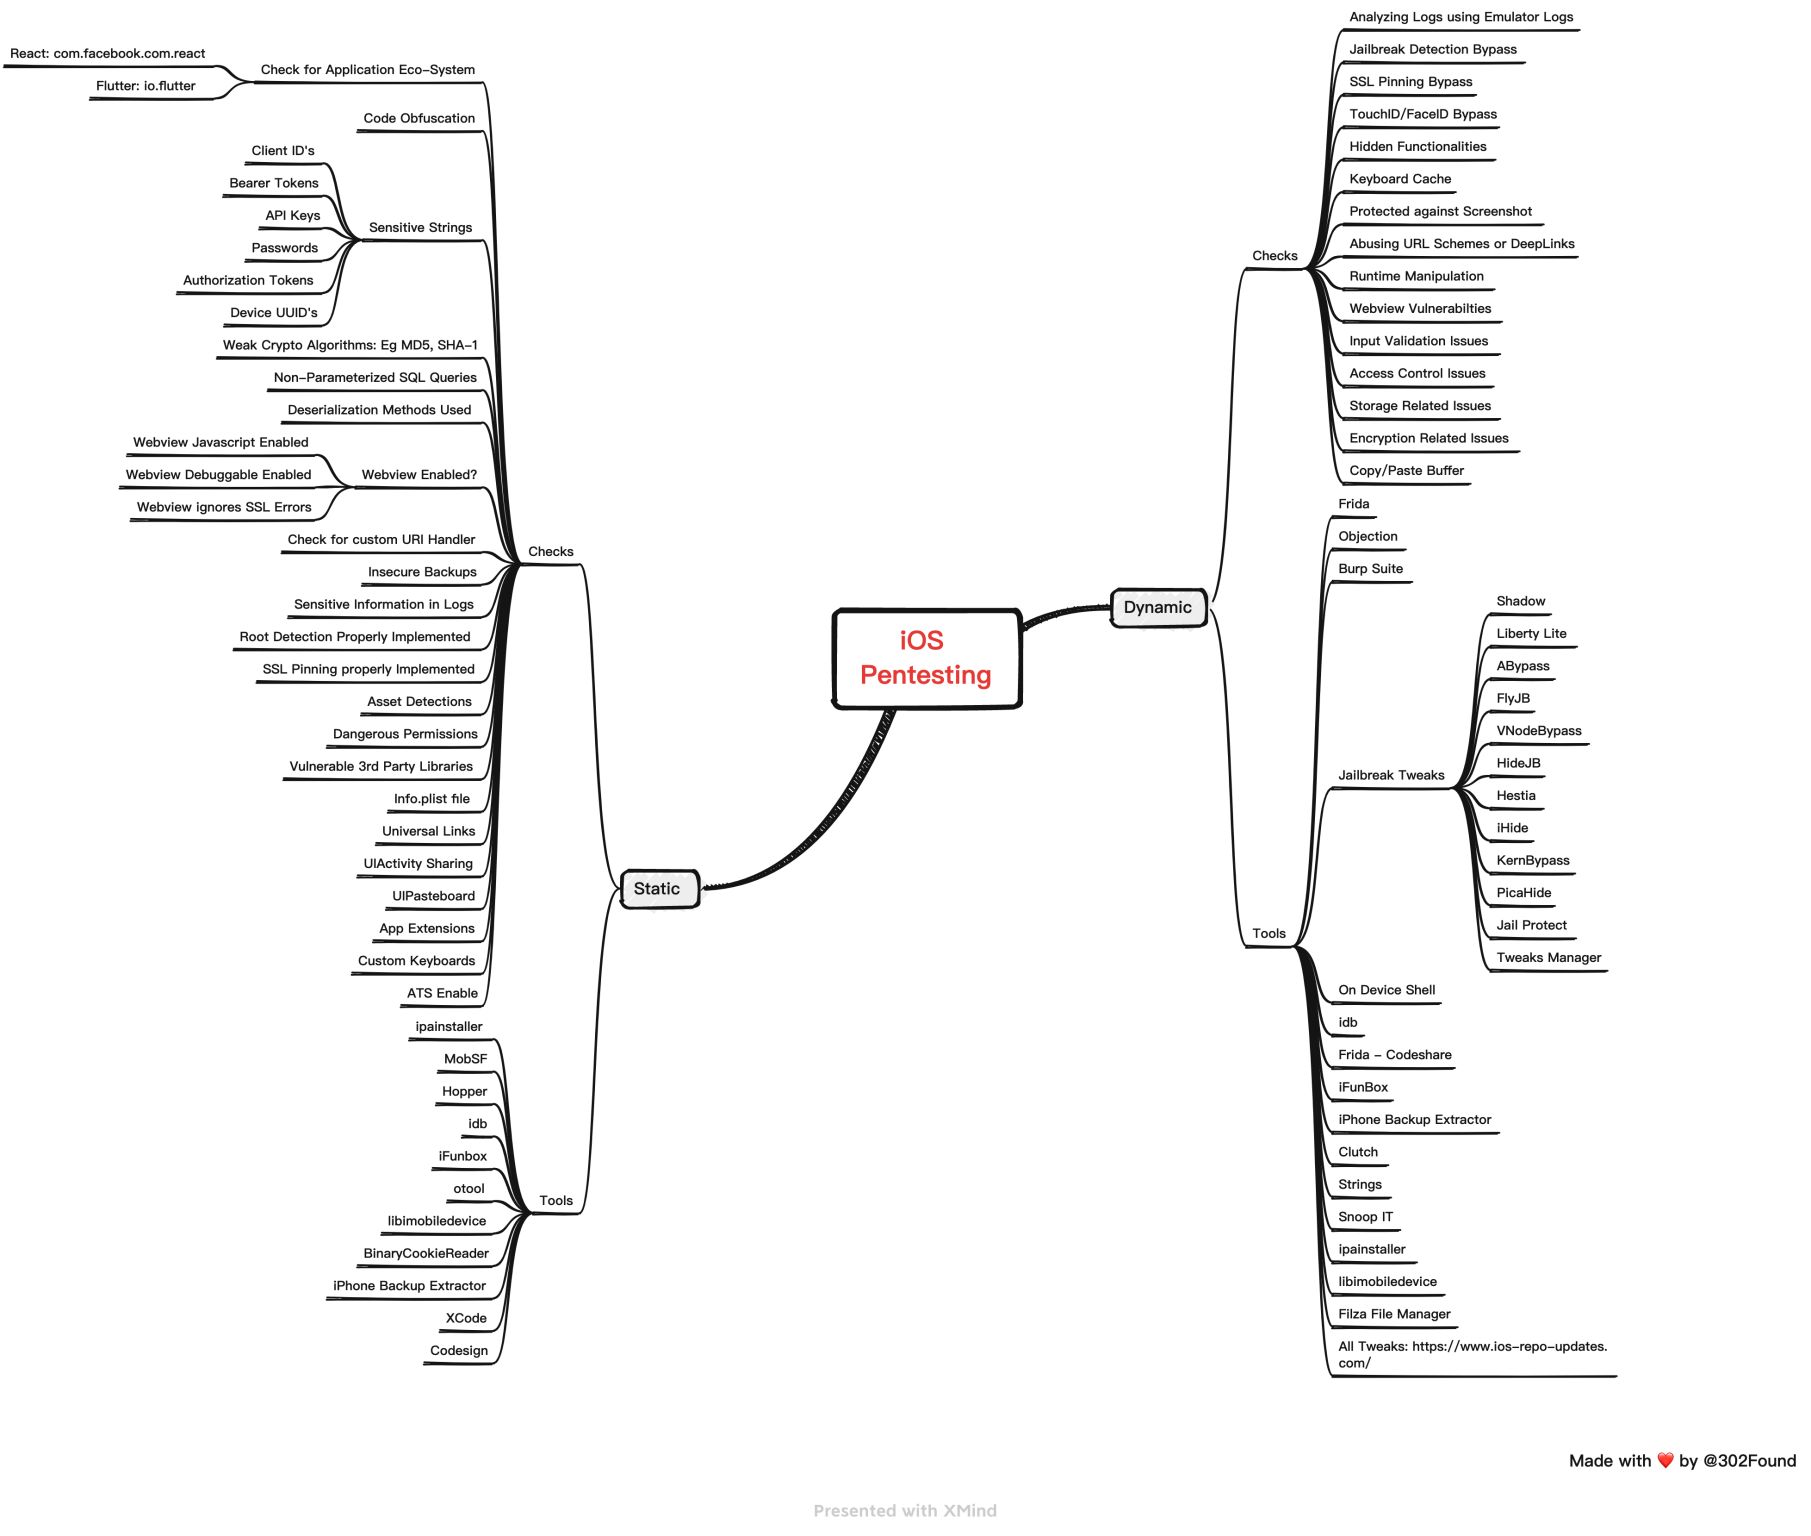 iOS
Pentesting
Dynamic
Checks
Analyzing Logs using Emulator Logs
Jailbreak Detection Bypass
SSL Pinning Bypass
TouchID/FaceID Bypass
Hidden Functionalities
Keyboard Cache
Protected against Screenshot
Abusing URL Schemes or DeepLinks
Runtime Manipulation
Webview Vulnerabilties
Input Validation Issues
Access Control Issues
Storage Related Issues
Encryption Related Issues
Copy/Paste Buffer
Tools
Frida
Objection
Burp Suite
Jailbreak Tweaks
Shadow
Liberty Lite
ABypass
FlyJB
VNodeBypass
HideJB
Hestia
iHide
KernBypass
PicaHide
Jail Protect
Tweaks Manager
On Device Shell
idb
Frida - Codeshare
iFunBox
iPhone Backup Extractor
Clutch
Strings
Snoop IT
ipainstaller
libimobiledevice
Filza File Manager
All Tweaks: https://www.ios-repo-updates.
com/
Static
Checks
Check for Application Eco-System
React: com.facebook.com.react
Flutter: io.flutter
Code Obfuscation
Sensitive Strings
Client ID's
Bearer Tokens
API Keys
Passwords
Authorization Tokens
Device UUID's
Weak Crypto Algorithms: Eg MD5, SHA-1
Non-Parameterized SQL Queries
Deserialization Methods Used
Webview Enabled?
Webview Javascript Enabled
Webview Debuggable Enabled
Webview ignores SSL Errors
Check for custom URI Handler
Insecure Backups
Sensitive Information in Logs
Root Detection Properly Implemented
SSL Pinning properly Implemented
Asset Detections
Dangerous Permissions
Vulnerable 3rd Party Libraries
Info.plist file
Universal Links
UIActivity Sharing
UIPasteboard
App Extensions
Custom Keyboards
ATS Enable
Tools
ipainstaller
MobSF
Hopper
idb
iFunbox
otool
libimobiledevice
BinaryCookieReader
iPhone Backup Extractor
XCode
Codesign
Made with ❤️ by @302Found
Presented with XMind